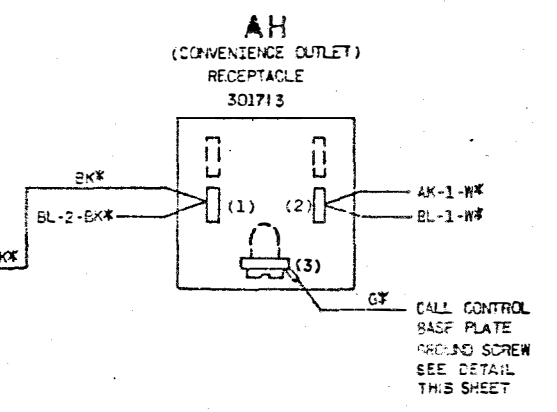 AH
(CONVENIENCE OUTLET)
RECEPTACLE
301713
BK*
(1)
(2)
AK-1-W*
BL-2-BK*
BL-1-W*
K*
(3)
G*
CALL CONTROL
BASE PLATE
GROUND SCREW
SEE DETAIL
THIS SHEET